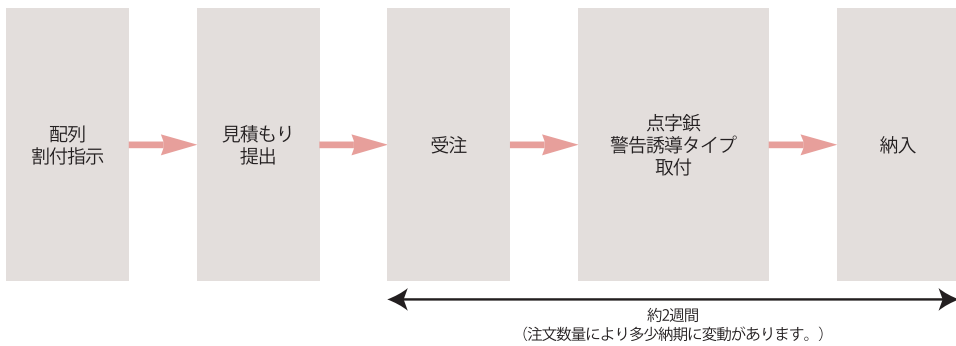 配列
割付指示
見積もり
提出
受注
点字鋲
警告誘導タイプ
取付
納入
約2週間
（注文数量により多少納期に変動があります。）